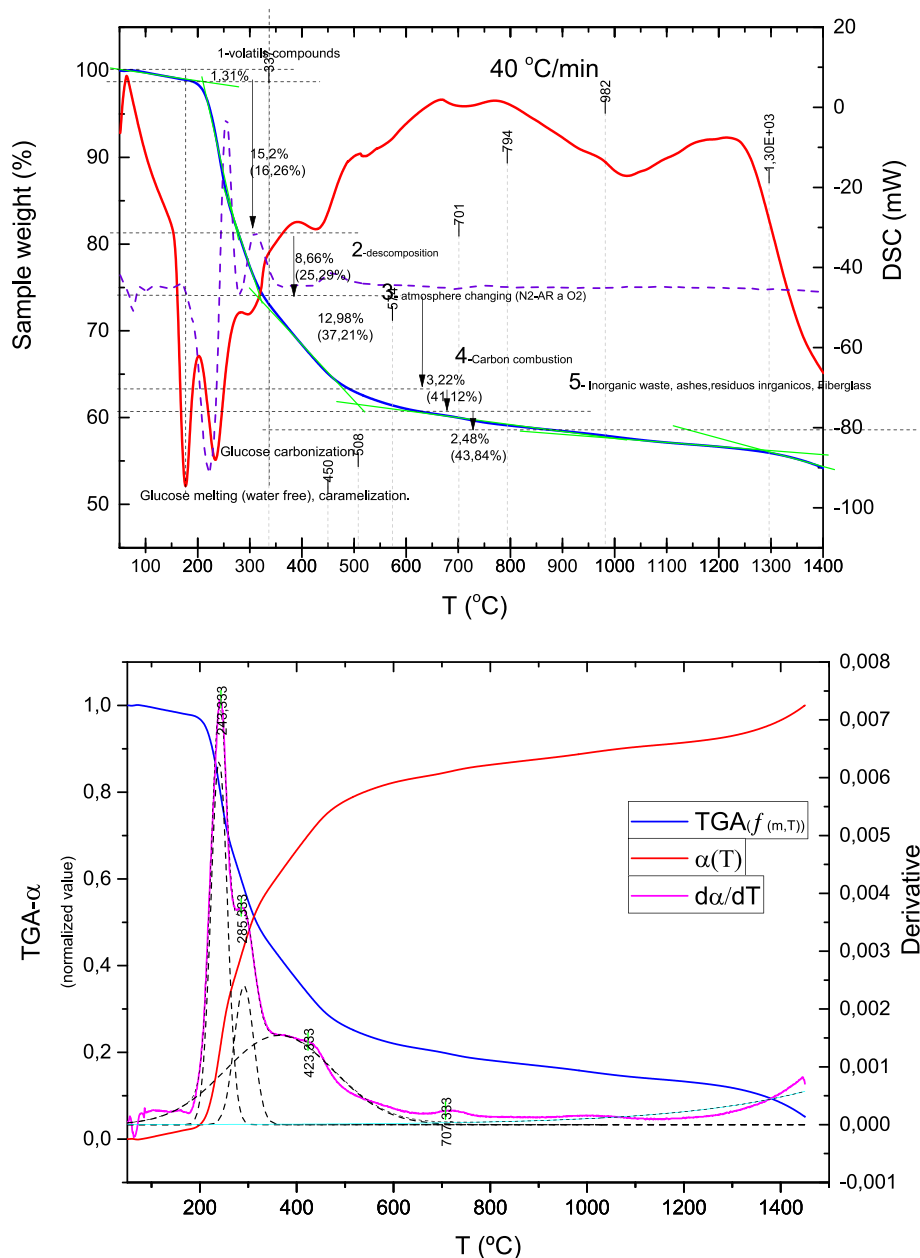 1-volatils-compounds
40 °C/min
1,31%
15,2%
(16,26%)
2-descomposition
8,66%
(25,29%)
3- atmosphere changing (N2-AR a O2)
12,98%
(37,21%)
4-Carbon combustion
3,22%
(41,12%)
5- Inorganic waste, ashes,residuos inrganicos, Fiberglass
2,48%
(43,84%)
Glucose carbonization
Glucose melting (water free), caramelization.
450
508
701
794
982
1,30E+03
Sample weight (%)
100
90
80
70
60
50
DSC (mW)
20
0
-20
-40
-60
-80
-100
100 200 300 400 500 600 700 800 900 1000 1100 1200 1300 1400
T (°C)
TGA-α
(normalized value)
1,0
0,8
0,6
0,4
0,2
0,0
243,333
285,333
423,333
707,333
TGA(f (m,T))
α(T)
dα/dT
Derivative
0,008
0,007
0,006
0,005
0,004
0,003
0,002
0,001
0,000
-0,001
200 400 600 800 1000 1200 1400
T (ºC)